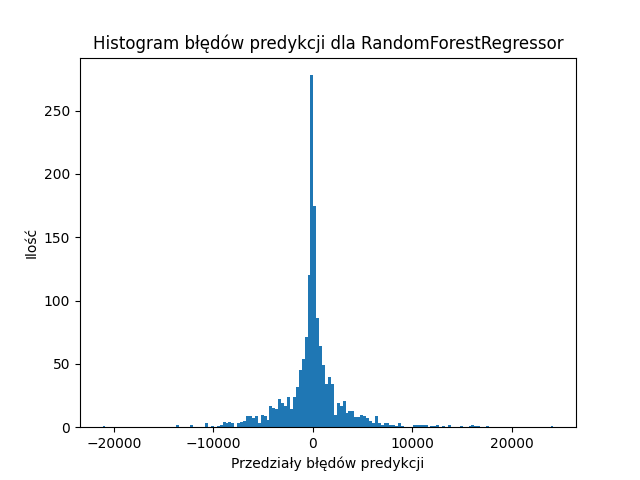 Histogram błędów predykcji dla RandomForestRegressor
250
200
150
100
50
0
Ilość
−20000 −10000 0 10000 20000
Przedziały błędów predykcji